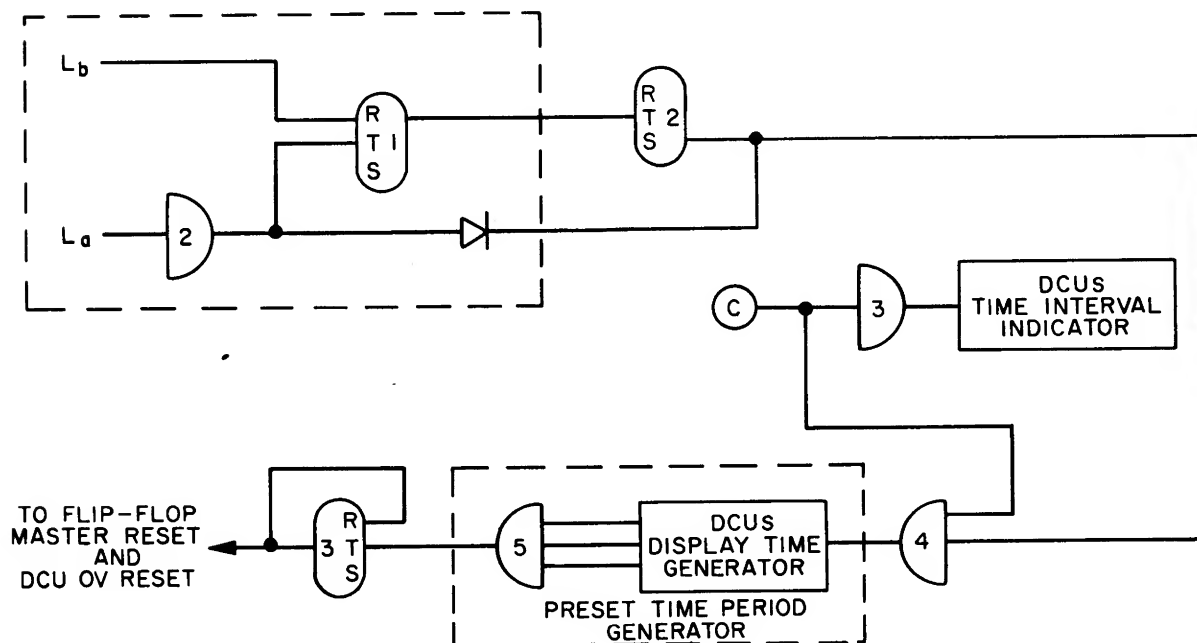 Lb
R
T 1
S
R
T 2
S
La
2
C
3
DCUs
TIME INTERVAL
INDICATOR
TO FLIP-FLOP
MASTER RESET
AND
DCU OV RESET
R
3 T
S
5
DCUs
DISPLAY TIME
GENERATOR
4
PRESET TIME PERIOD
GENERATOR